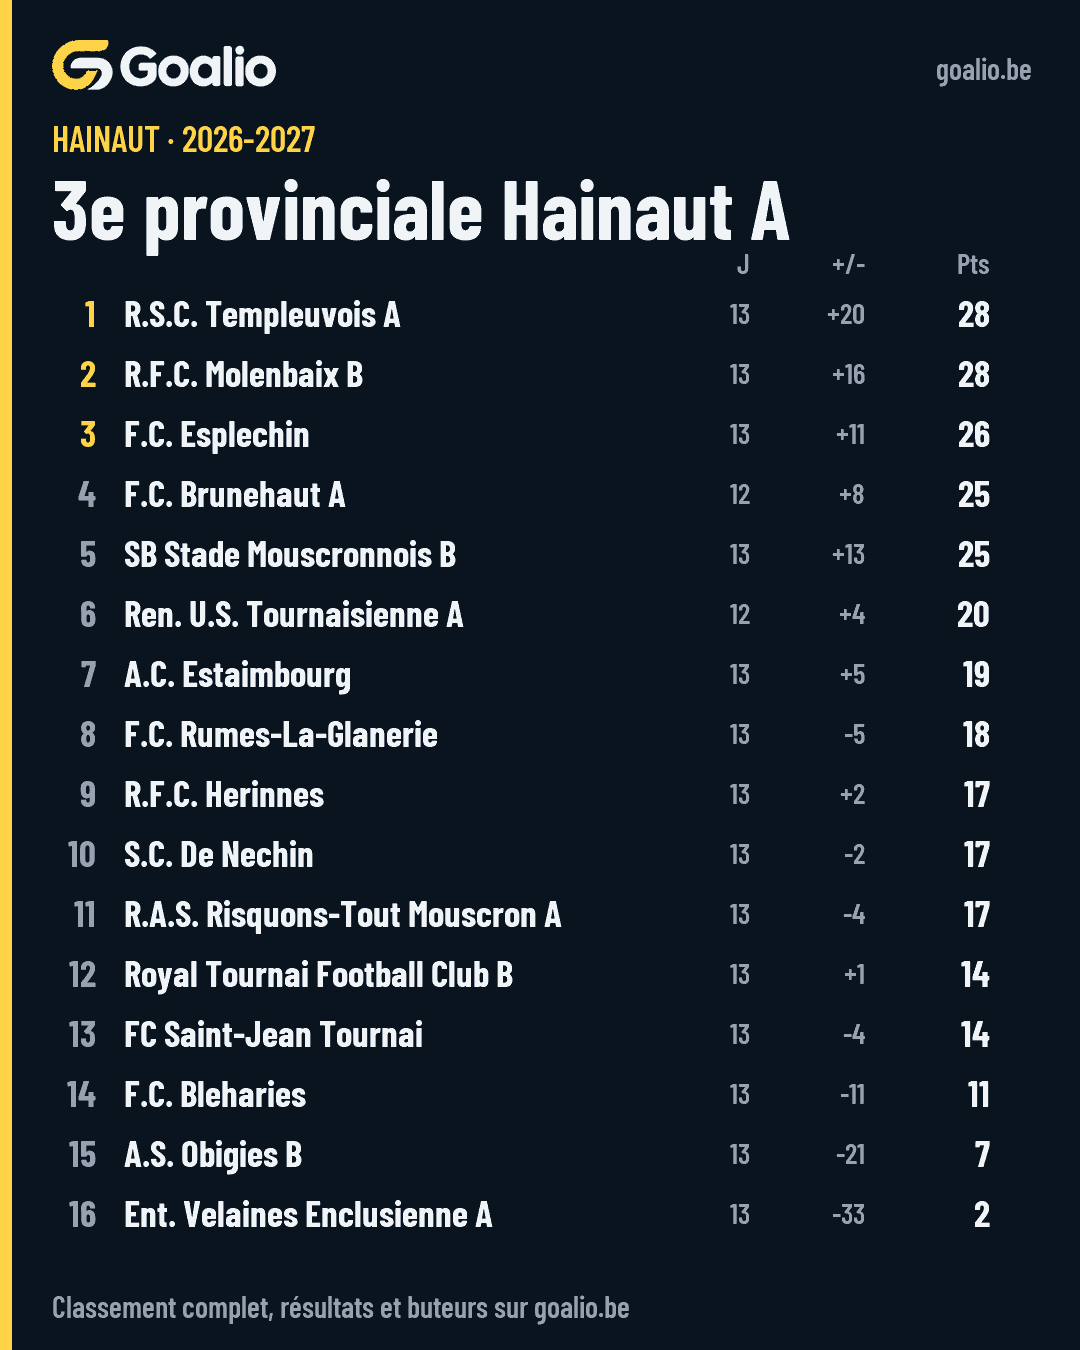 Goalio
goalio.be
HAINAUT · 2026-2027
3e provinciale Hainaut A
J +/- Pts
1 R.S.C. Templeuvois A 13 +20 28
2 R.F.C. Molenbaix B 13 +16 28
3 F.C. Esplechin 13 +11 26
4 F.C. Brunehaut A 12 +8 25
5 SB Stade Mouscronnois B 13 +13 25
6 Ren. U.S. Tournaisienne A 12 +4 20
7 A.C. Estaimbourg 13 +5 19
8 F.C. Rumes-La-Glanerie 13 -5 18
9 R.F.C. Herinnes 13 +2 17
10 S.C. De Nechin 13 -2 17
11 R.A.S. Risquons-Tout Mouscron A 13 -4 17
12 Royal Tournai Football Club B 13 +1 14
13 FC Saint-Jean Tournai 13 -4 14
14 F.C. Bleharies 13 -11 11
15 A.S. Obigies B 13 -21 7
16 Ent. Velaines Enclusienne A 13 -33 2
Classement complet, résultats et buteurs sur goalio.be